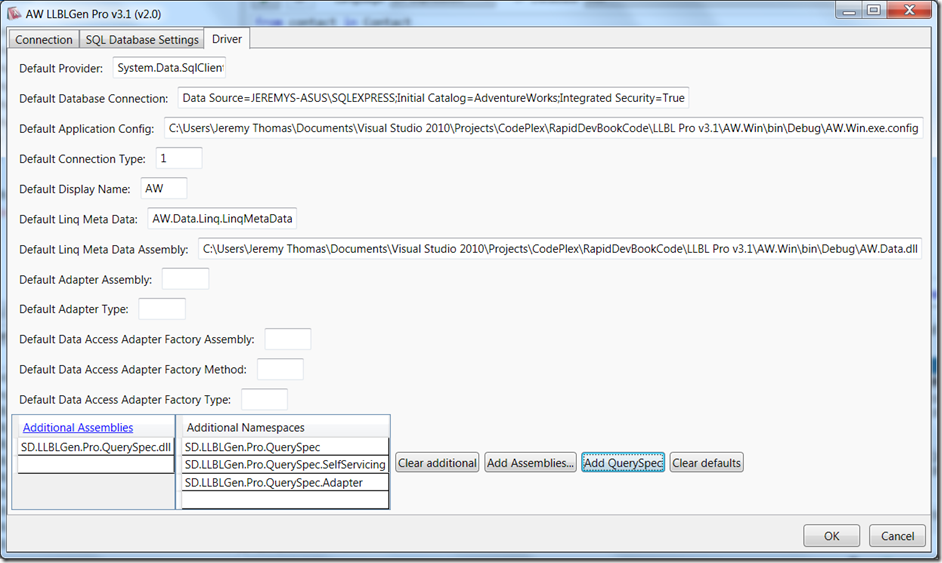 AW LLBLGen Pro v3.1 (v2.0)
from contact in Contact
Connection SQL Database Settings Driver
Default Provider: System.Data.SqlClient
Default Database Connection: Data Source=JEREMYS-ASUS\SQLEXPRESS;Initial Catalog=AdventureWorks;Integrated Security=True
Default Application Config: C:\Users\Jeremy Thomas\Documents\Visual Studio 2010\Projects\CodePlex\RapidDevBookCode\LLBL Pro v3.1\AW.Win\bin\Debug\AW.Win.exe.config
Default Connection Type: 1
Default Display Name: AW
Default Linq Meta Data: AW.Data.Linq.LinqMetaData
Default Linq Meta Data Assembly: C:\Users\Jeremy Thomas\Documents\Visual Studio 2010\Projects\CodePlex\RapidDevBookCode\LLBL Pro v3.1\AW.Win\bin\Debug\AW.Data.dll
Default Adapter Assembly:
Default Adapter Type:
Default Data Access Adapter Factory Assembly:
Default Data Access Adapter Factory Method:
Default Data Access Adapter Factory Type:
Additional Assemblies Additional Namespaces
SD.LLBLGen.Pro.QuerySpec.dll SD.LLBLGen.Pro.QuerySpec
SD.LLBLGen.Pro.QuerySpec.SelfServicing
SD.LLBLGen.Pro.QuerySpec.Adapter
Clear additional Add Assemblies... Add QuerySpec Clear defaults
OK Cancel